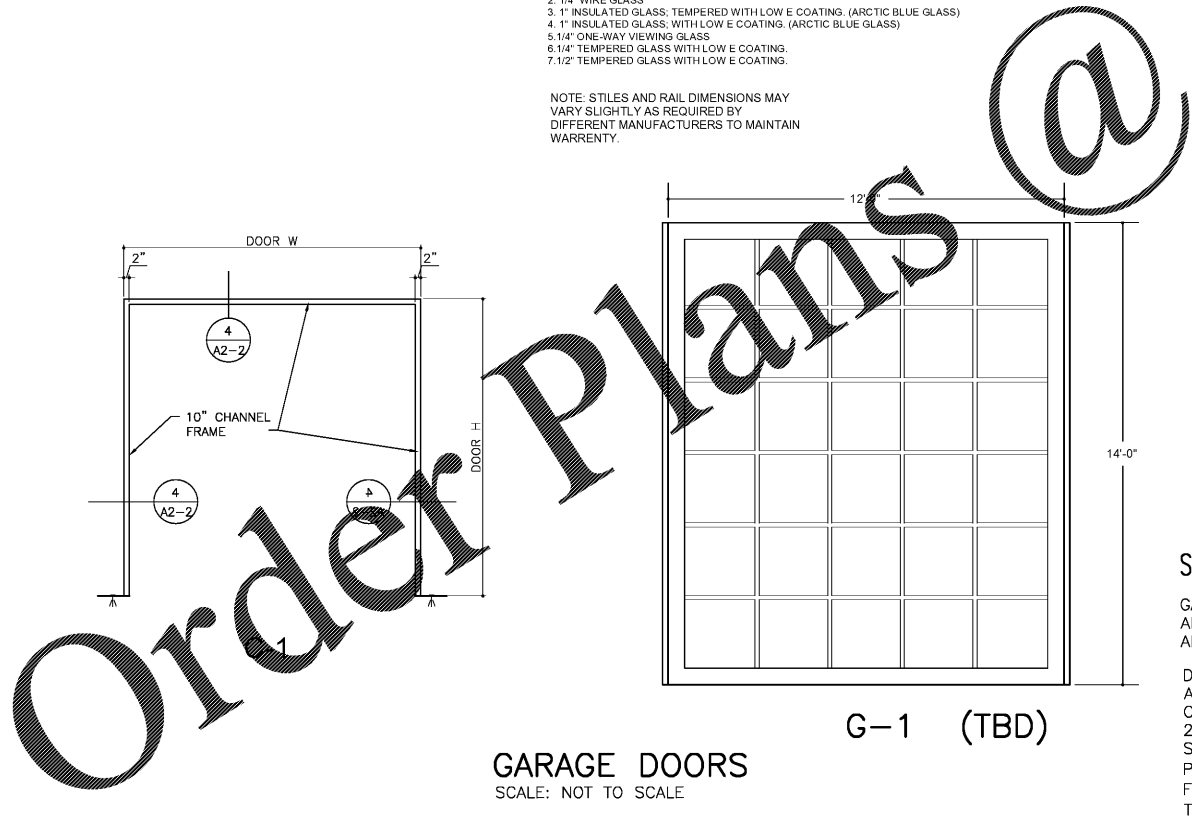 2. 1/4" WIRE GLASS
3. 1" INSULATED GLASS; TEMPERED WITH LOW E COATING. (ARCTIC BLUE GLASS)
4. 1" INSULATED GLASS; WITH LOW E COATING. (ARCTIC BLUE GLASS)
5.1/4" ONE-WAY VIEWING GLASS
6.1/4" TEMPERED GLASS WITH LOW E COATING.
7.1/2" TEMPERED GLASS WITH LOW E COATING.
NOTE: STILES AND RAIL DIMENSIONS MAY
VARY SLIGHTLY AS REQUIRED BY
DIFFERENT MANUFACTURERS TO MAINTAIN
WARRENTY.
Order Plans @
DOOR W
2"
2"
4
A2-2
10" CHANNEL
FRAME
DOOR H
4
A2-2
4
14'-0"
G-1 (TBD)
GARAGE DOORS
SCALE: NOT TO SCALE